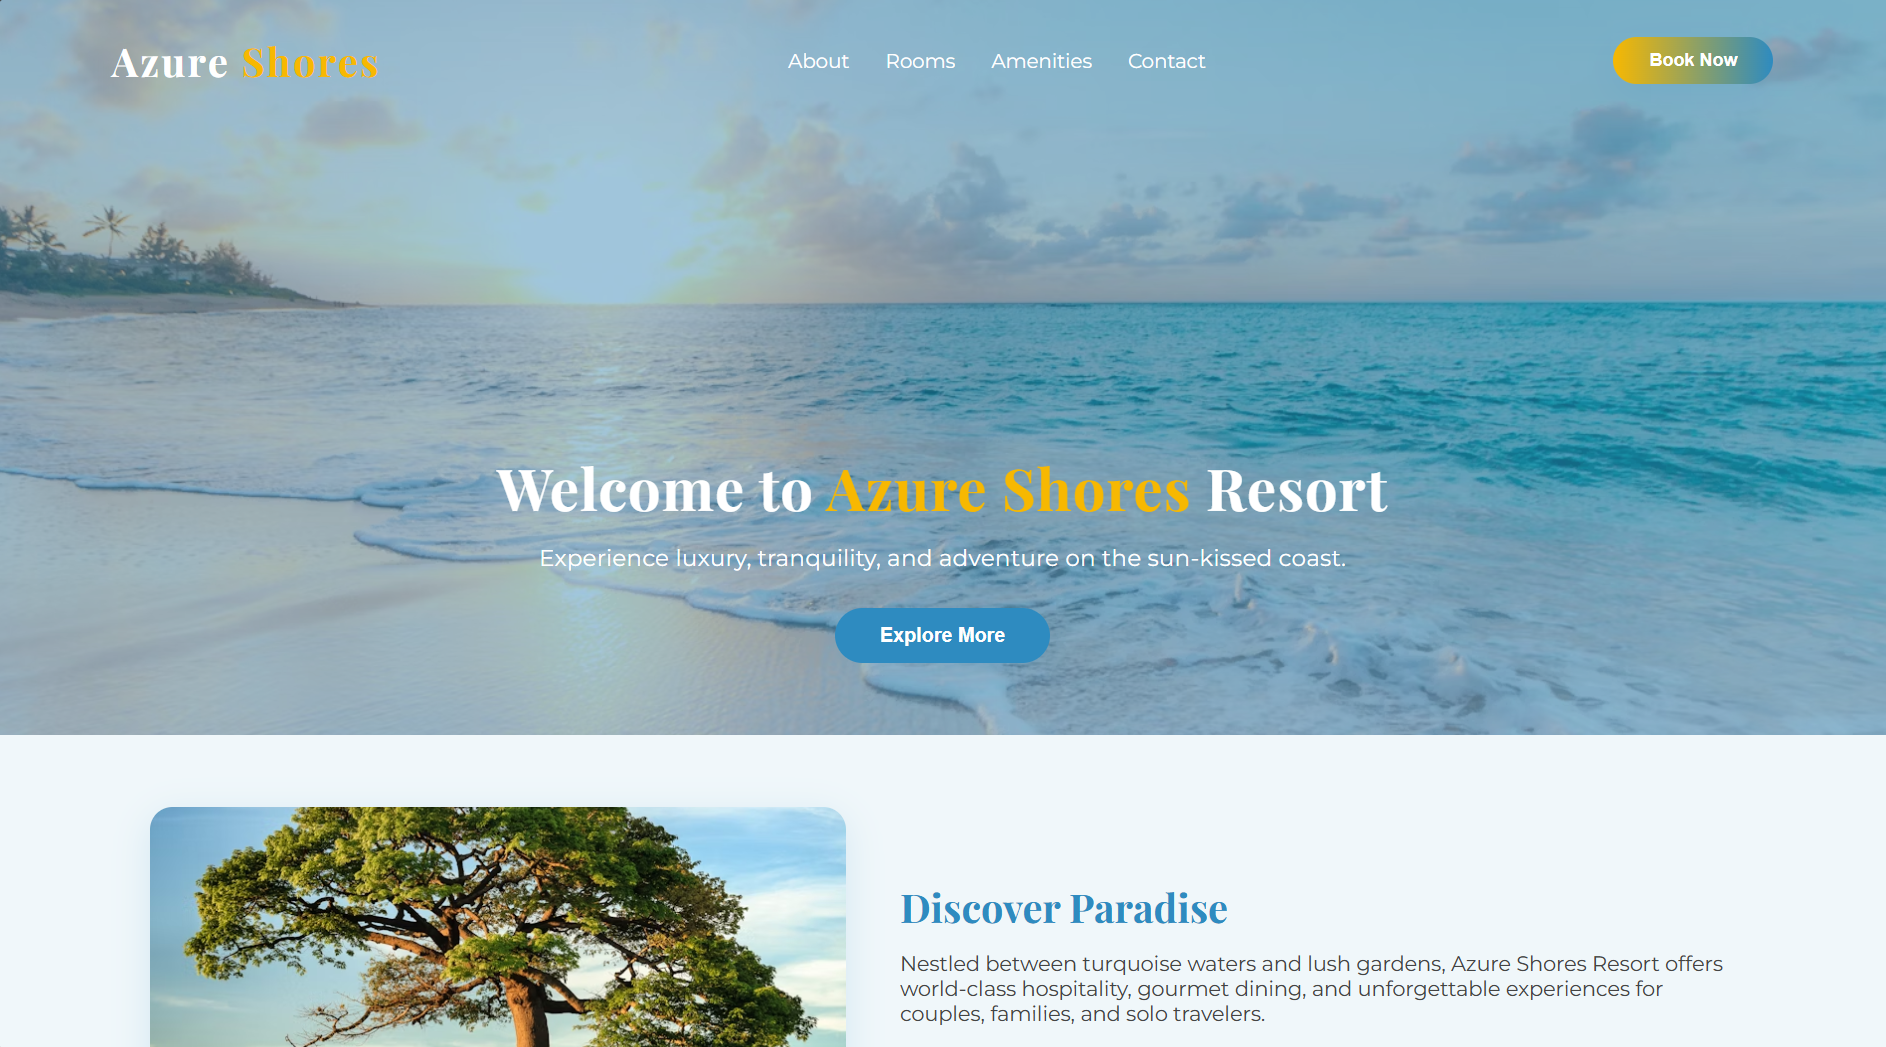 Azure Shores
About Rooms Amenities Contact
Book Now
Welcome to Azure Shores Resort
Experience luxury, tranquility, and adventure on the sun-kissed coast.
Explore More
Discover Paradise
Nestled between turquoise waters and lush gardens, Azure Shores Resort offers
world-class hospitality, gourmet dining, and unforgettable experiences for
couples, families, and solo travelers.